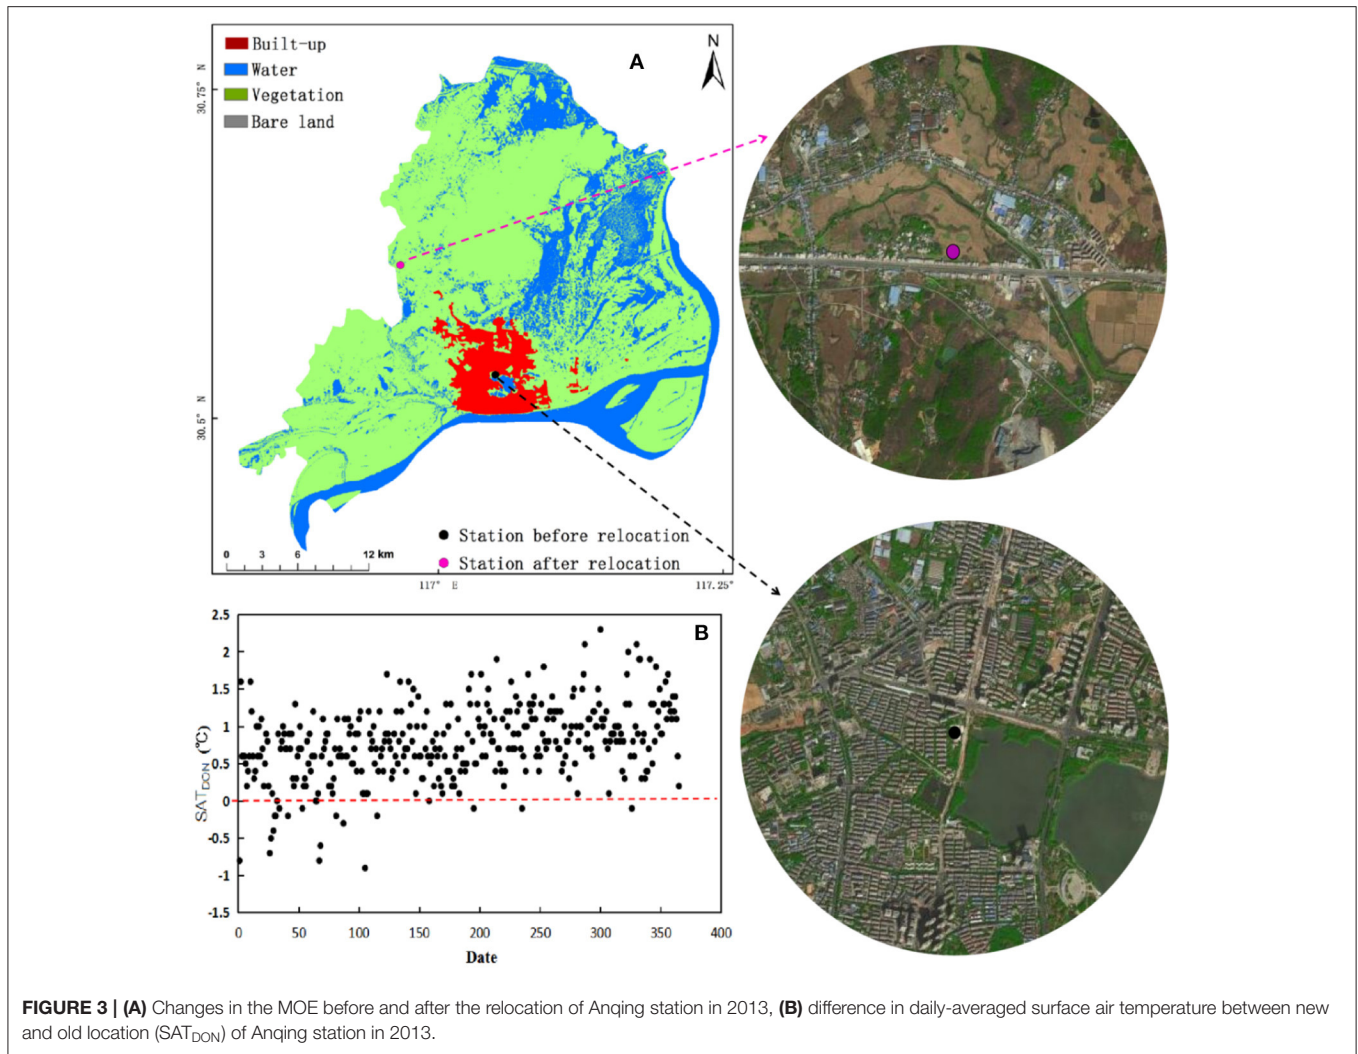 Built-up
Water
Vegetation
Bare land
A
N
30.75° N
30.5° N
Station before relocation
Station after relocation
0 3 6 12 km
117° E
117.25°
B
2.5
2
1.5
1
0.5
0
-0.5
-1
-1.5
SAT_DON (°C)
0 50 100 150 200 250 300 350 400
Date
FIGURE 3 | (A) Changes in the MOE before and after the relocation of Anqing station in 2013, (B) difference in daily-averaged surface air temperature between new
and old location (SAT_DON) of Anqing station in 2013.